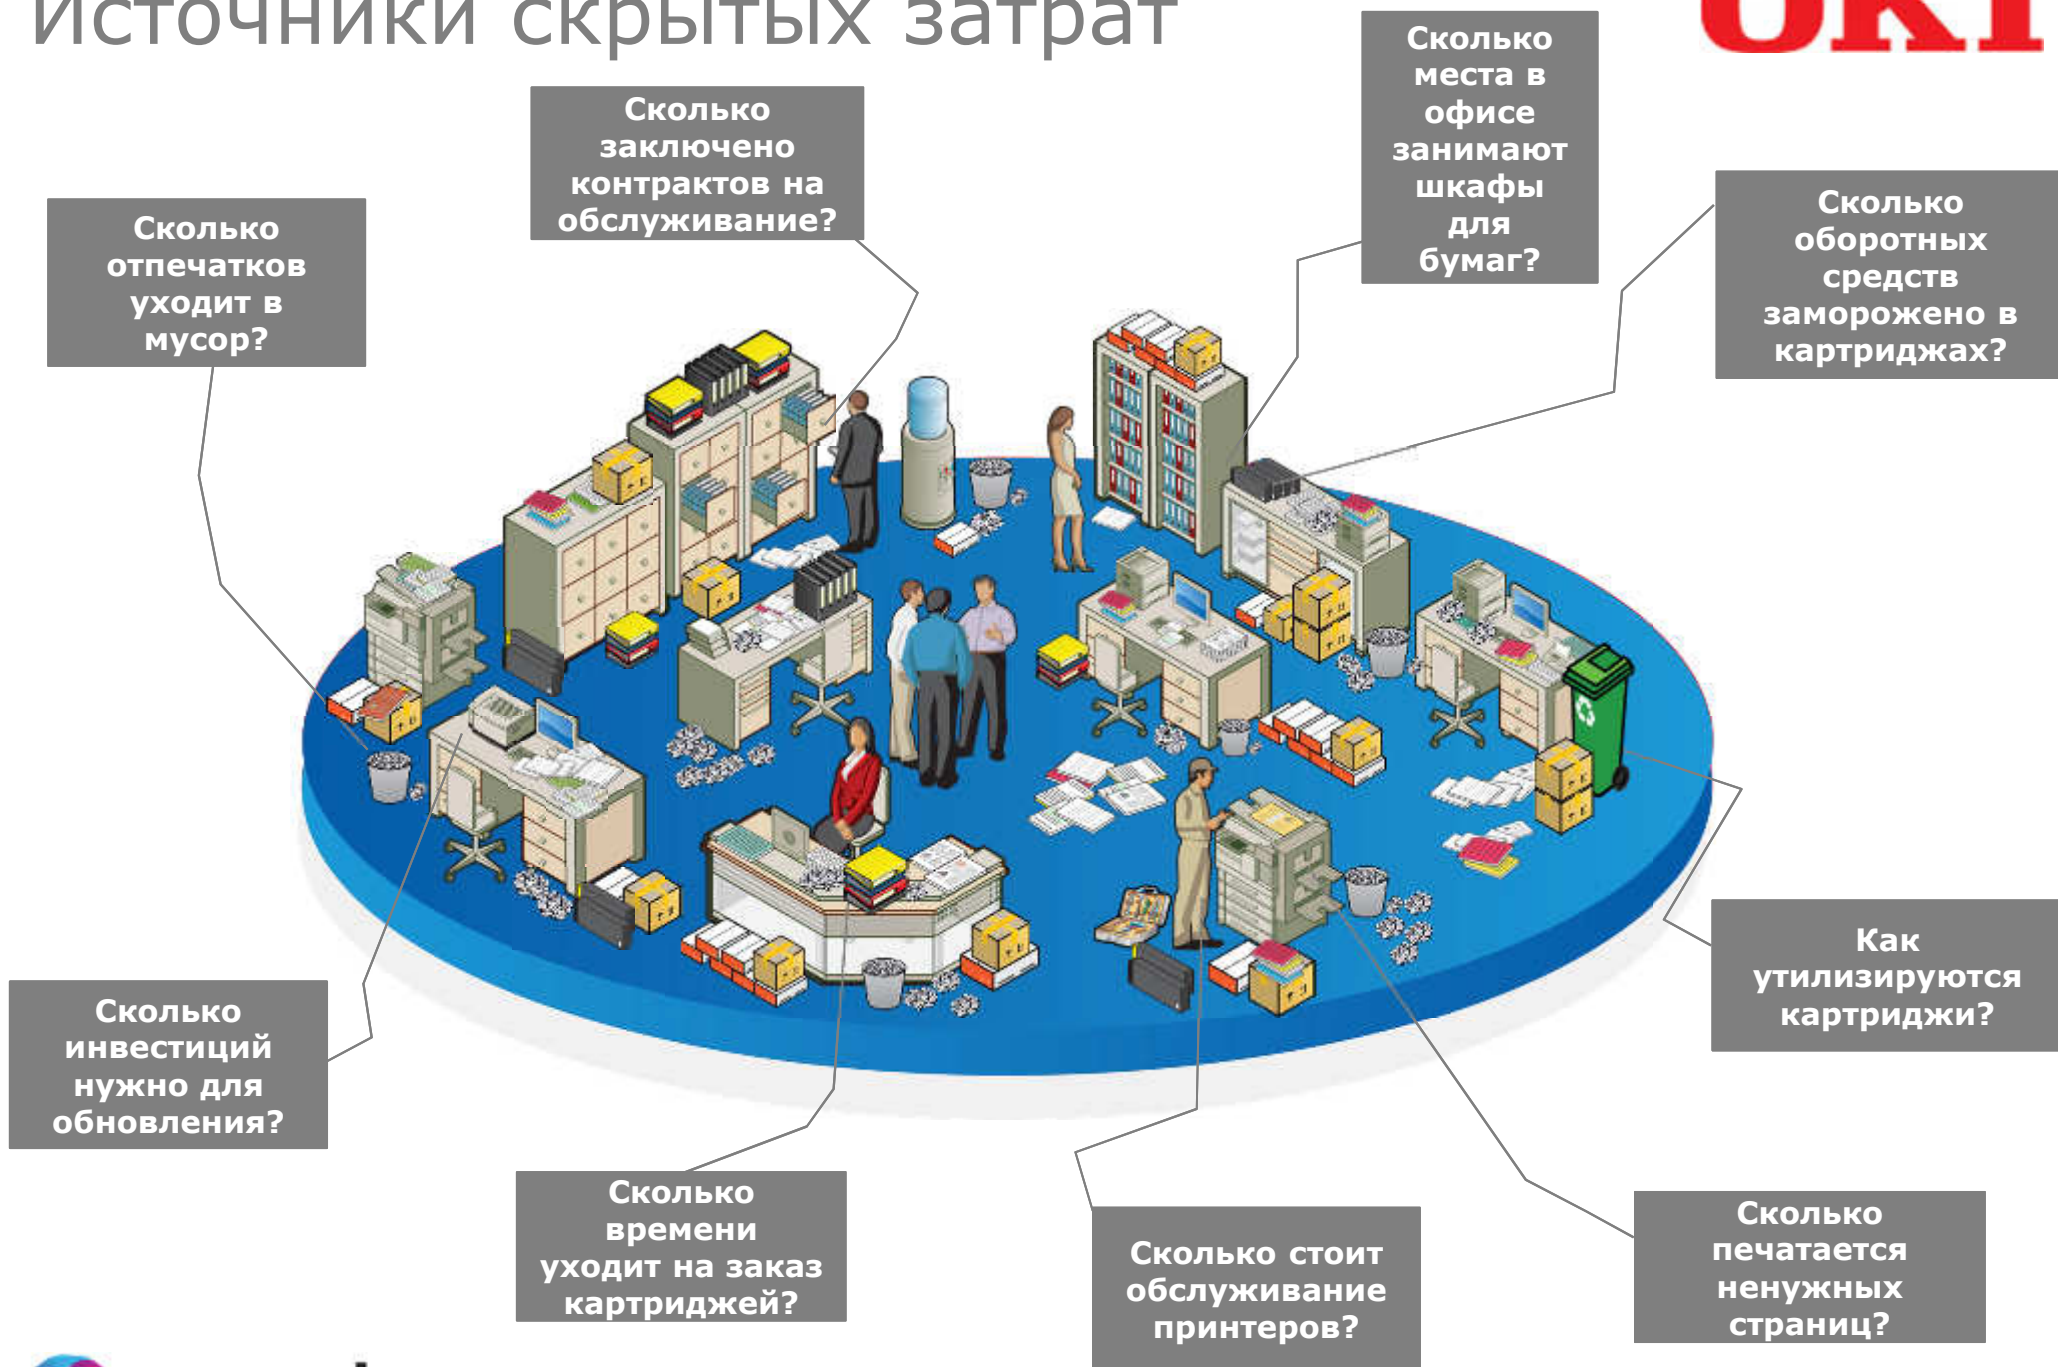 Источники скрытых затрат
OKI
Сколько
места в
офисе
занимают
шкафы
для
бумаг?
Сколько
заключено
контрактов на
обслуживание?
Сколько
оборотных
средств
заморожено в
картриджах?
Сколько
отпечатков
уходит в
мусор?
Как
утилизируются
картриджи?
Сколько
инвестиций
нужно для
обновления?
Сколько
времени
уходит на заказ
картриджей?
Сколько стоит
обслуживание
принтеров?
Сколько
печатается
ненужных
страниц?